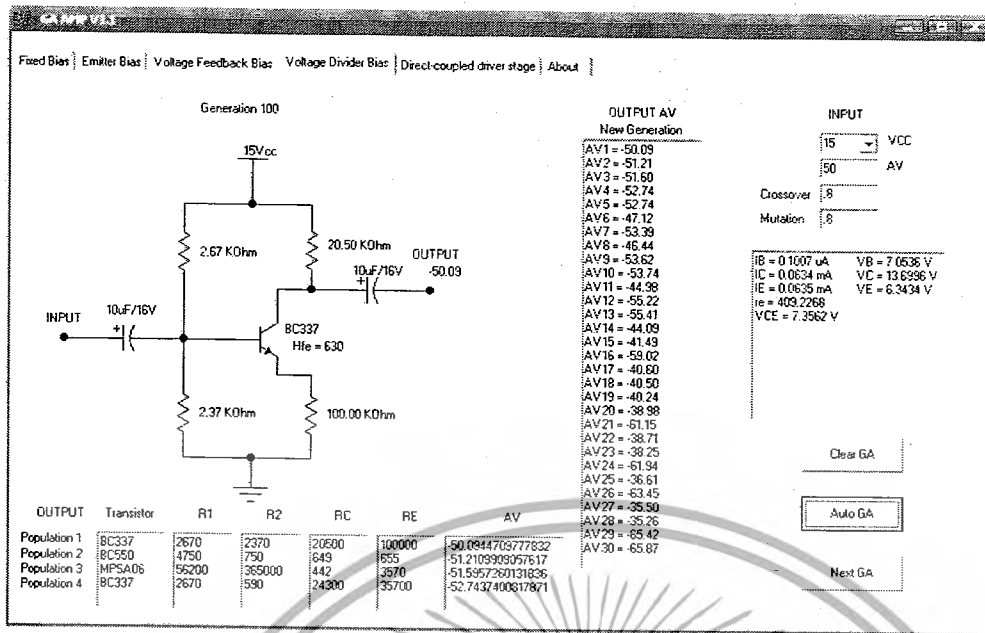 GA APP V1.1
Fixed Bias Emitter Bias Voltage Feedback Bias Voltage Divider Bias Direct-coupled driver stage About
Generation 100
15Vcc
2.67 KOhm
20.50 KOhm
OUTPUT
-50.09
10uF/16V
+
INPUT
10uF/16V
+
BC337
Hfe = 630
2.37 KOhm
100.00 KOhm
OUTPUT AV
New Generation
AV1 = -50.09
AV2 = -51.21
AV3 = -51.60
AV4 = -52.74
AV5 = -52.74
AV6 = -47.12
AV7 = -53.39
AV8 = -46.44
AV9 = -53.62
AV10 = -53.74
AV11 = -44.98
AV12 = -55.22
AV13 = -55.41
AV14 = -44.09
AV15 = -41.49
AV16 = -59.02
AV17 = -40.60
AV18 = -40.50
AV19 = -40.24
AV20 = -38.98
AV21 = -61.15
AV22 = -38.71
AV23 = -38.25
AV24 = -61.94
AV25 = -36.61
AV26 = -63.45
AV27 = -35.50
AV28 = -35.26
AV29 = -65.42
AV30 = -65.87
INPUT
15 VCC
50 AV
Crossover .8
Mutation .8
IB = 0.1007 uA VB = 7.0536 V
IC = 0.0634 mA VC = 13.6996 V
IE = 0.0635 mA VE = 6.3434 V
re = 409.2268
VCE = 7.3562 V
Clear GA
Auto GA
Next GA
OUTPUT Transistor R1 R2 RC RE AV
Population 1 BC337 2670 2370 20500 100000 -50.0944709777832
Population 2 BC550 4750 750 649 655 -51.2109909057617
Population 3 MPSA06 56200 365000 442 3570 -51.5957260131836
Population 4 BC337 2670 590 24300 35700 -52.7437400817871